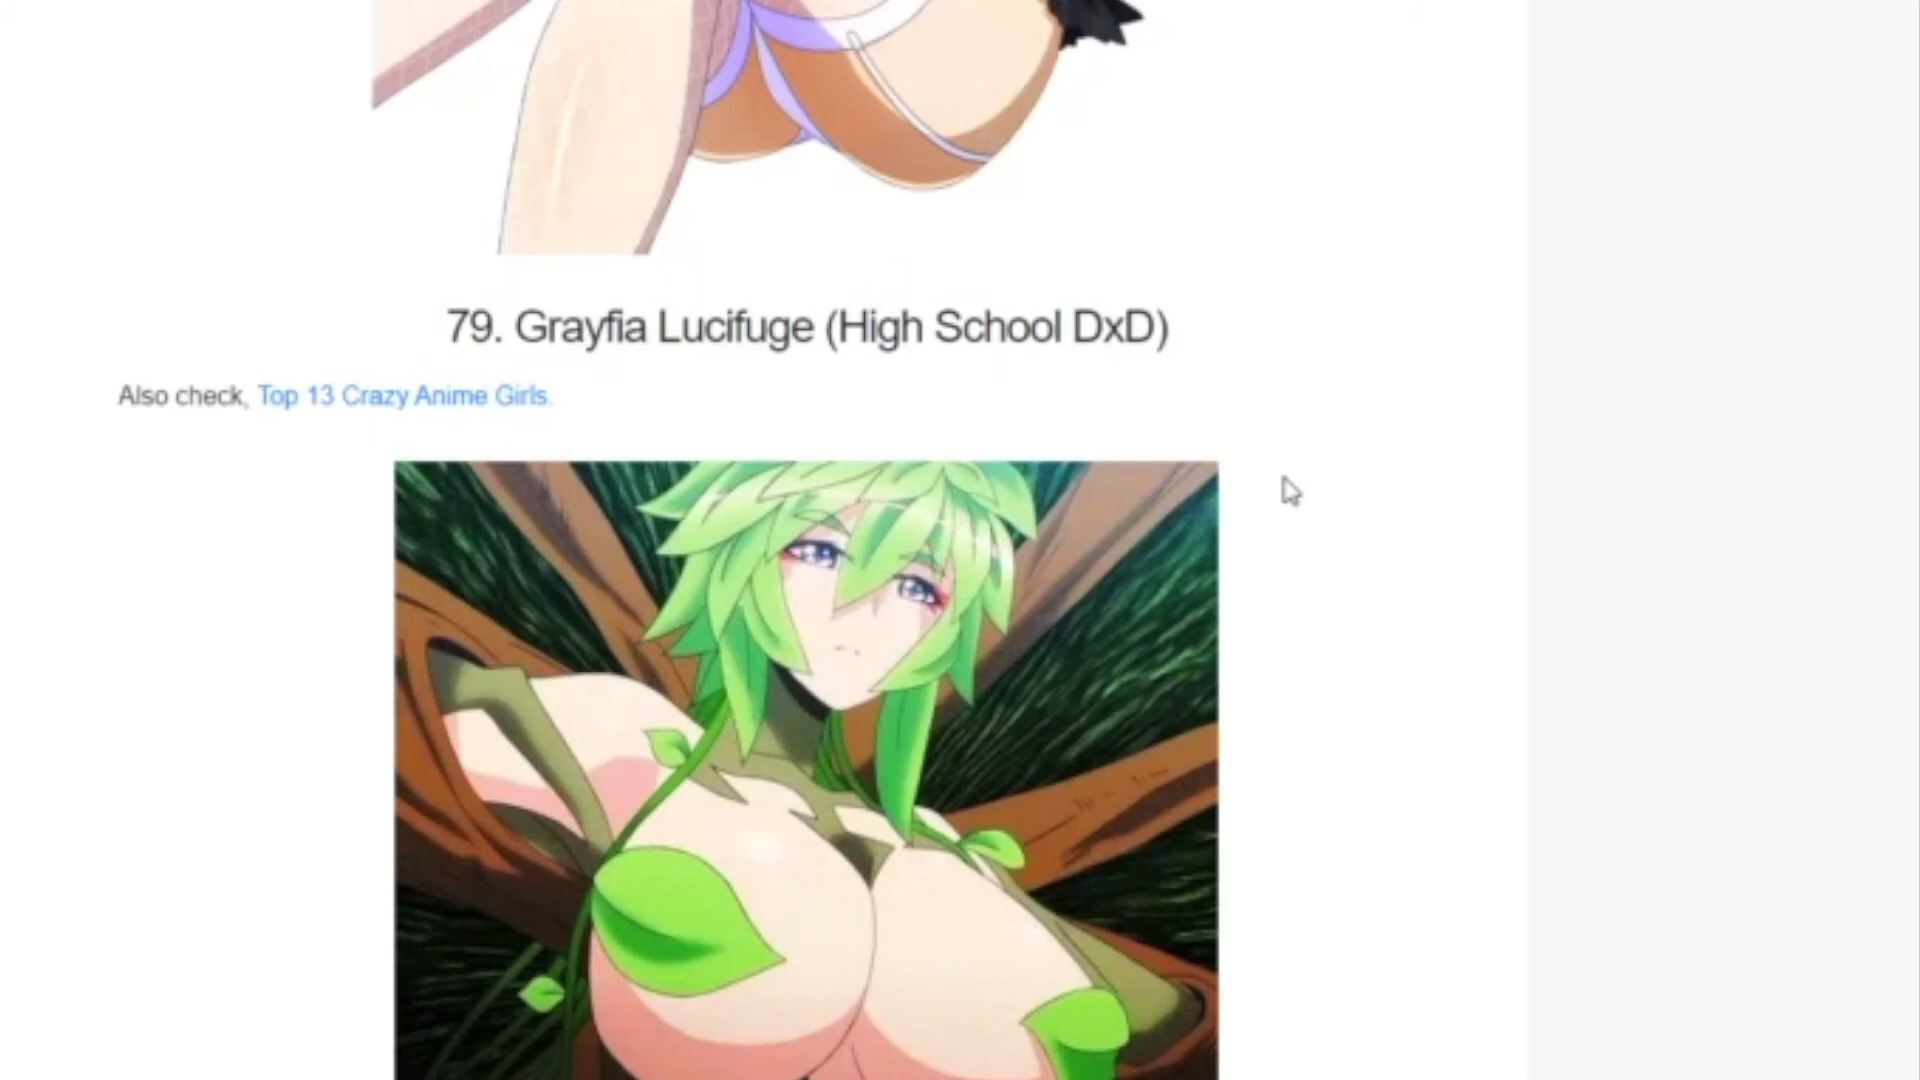 79. Grayfia Lucifuge (High School DxD)
Also check, Top 13 Crazy Anime Girls.